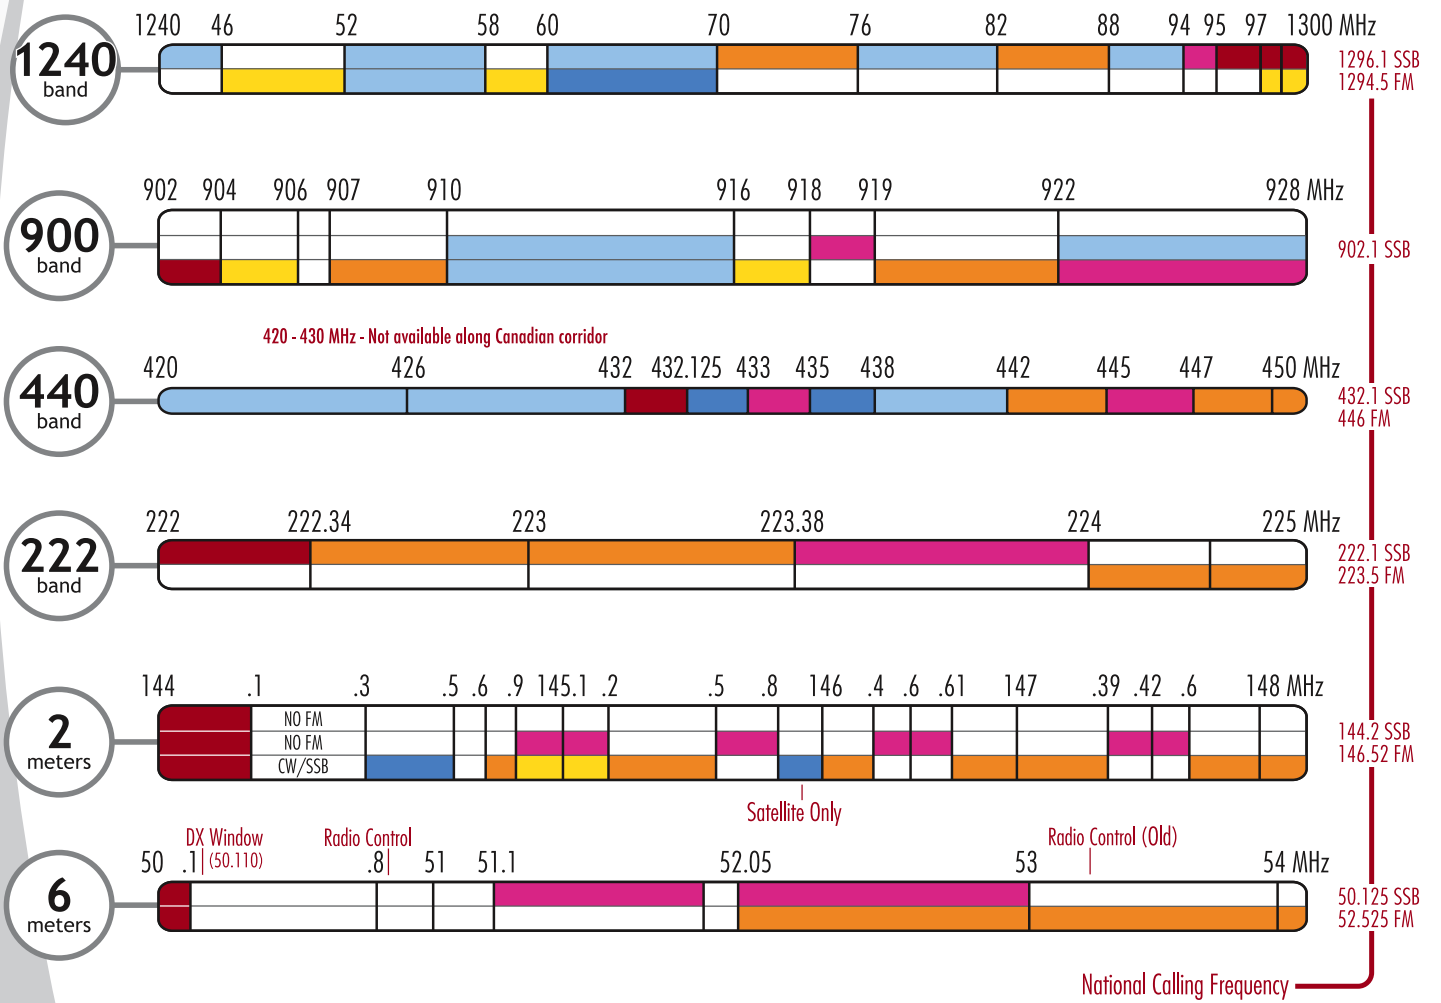 1240 46 52 58 60 70 76 82 88 94 95 97 1300 MHz
1240
band
1296.1 SSB
1294.5 FM
902 904 906 907 910 916 918 919 922 928 MHz
900
band
902.1 SSB
420 - 430 MHz - Not available along Canadian corridor
420 426 432 432.125 433 435 438 442 445 447 450 MHz
440
band
432.1 SSB
446 FM
222 222.34 223 223.38 224 225 MHz
222
band
222.1 SSB
223.5 FM
144 .1 .3 .5 .6 .9 145.1 .2 .5 .8 146 .4 .6 .61 147 .39 .42 .6 148 MHz
2
meters
NO FM
NO FM
CW/SSB
144.2 SSB
146.52 FM
Satellite Only
DX Window
(50.110)
Radio Control
Radio Control (Old)
50 .1 .8 51 51.1 52.05 53 54 MHz
6
meters
50.125 SSB
52.525 FM
National Calling Frequency